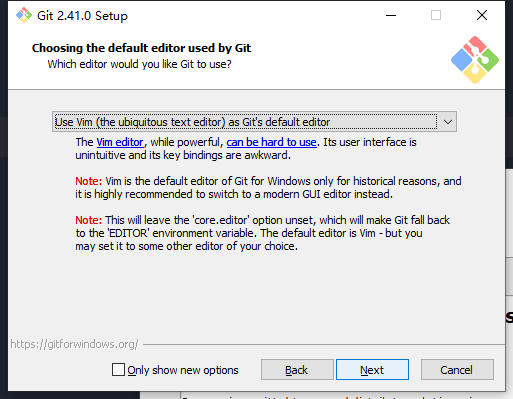 Git 2.41.0 Setup
Choosing the default editor used by Git
Which editor would you like Git to use?
Use Vim (the ubiquitous text editor) as Git's default editor
The Vim editor, while powerful, can be hard to use. Its user interface is
unintuitive and its key bindings are awkward.
Note: Vim is the default editor of Git for Windows only for historical reasons, and
it is highly recommended to switch to a modern GUI editor instead.
Note: This will leave the 'core.editor' option unset, which will make Git fall back
to the 'EDITOR' environment variable. The default editor is Vim - but you
may set it to some other editor of your choice.
https://gitforwindows.org/
Only show new options
Back
Next
Cancel